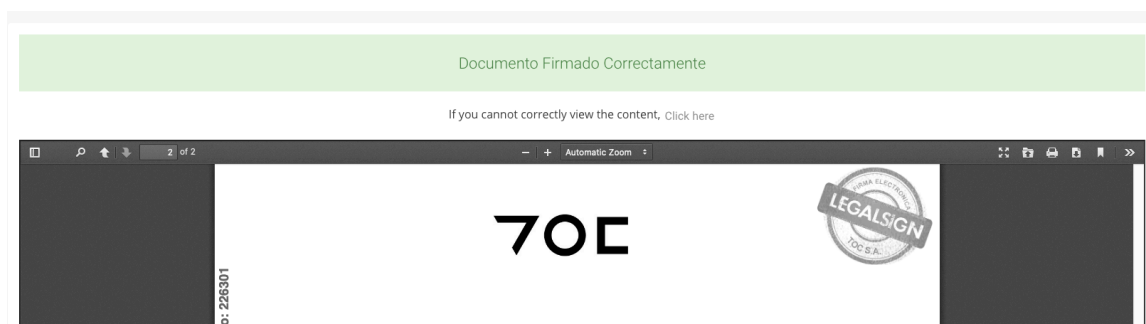 Documento Firmado Correctamente
If you cannot correctly view the content, Click here
2 of 2
Automatic Zoom
TOC
FIRMA ELECTRONICA
LEGALSIGN
TOC S.A.
o: 226301